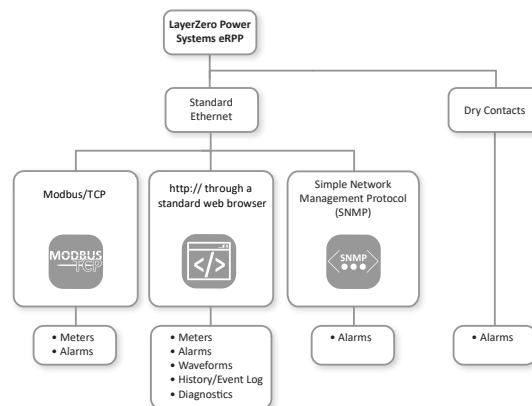 LayerZero Power
Systems eRPP
Standard
Ethernet
Dry Contacts
Modbus/TCP
MODBUS
TCP
http:// through a
standard web browser
</>
Simple Network
Management Protocol
(SNMP)
SNMP
• Meters
• Alarms
• Meters
• Alarms
• Waveforms
• History/Event Log
• Diagnostics
• Alarms
• Alarms